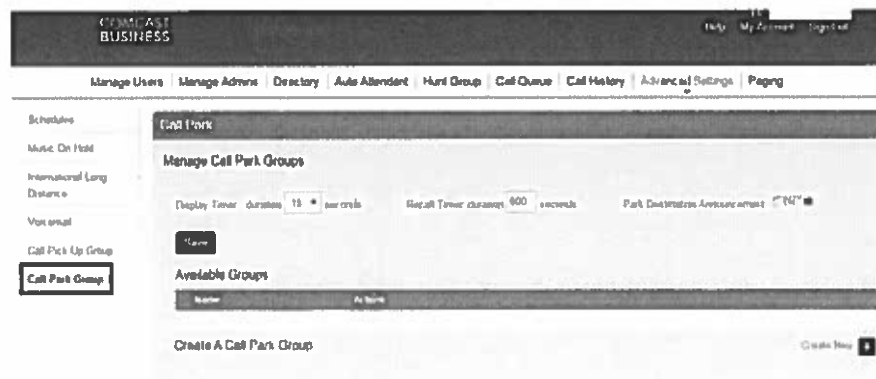 COMCAST
BUSINESS
Help My Account Sign Out
Manage Users Manage Admins Directory Auto Attendant Hunt Group Call Queue Call History Advanced Settings Paging
Schedules
Music On Hold
International Long
Distance
Voicemail
Call Pick Up Group
Call Park Group
Call Park
Manage Call Park Groups
Display Timer duration 15 seconds Recall Timer duration 600 seconds Park Destination Announcement
Save
Available Groups
Name Actions
Create A Call Park Group Create New